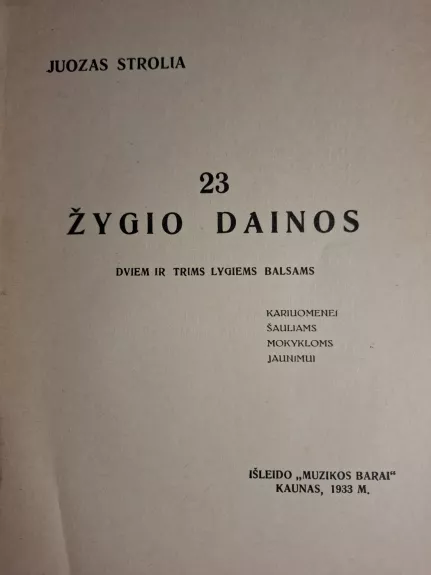 JUOZAS STROLIA
23
ŽYGIO DAINOS
DVIEM IR TRIMS LYGIEMS BALSAMS
KARIUOMENEI
ŠAULIAMS
MOKYKLOMS
JAUNIMUI
IŠLEIDO „MUZIKOS BARAI"
KAUNAS, 1933 M.